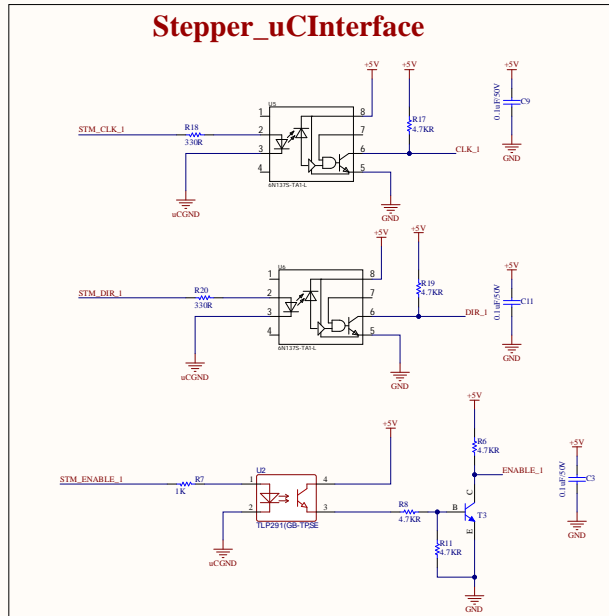 Stepper_uCInterface
+5V +5V +5V
U5
1 8
R17
4.7KR
0.1uF/50V
C9
STM_CLK_1 R18 2 7
330R
3 6 CLK_1
4 5
6N137S-TA1-L
GND
uCGND GND
+5V +5V
U6
1 8
+5V
R19
4.7KR
0.1uF/50V
C11
STM_DIR_1 R20 2 7
330R
3 6 DIR_1
4 5
6N137S-TA1-L
GND
uCGND GND
+5V
+5V
R6
4.7KR
+5V
U2
STM_ENABLE_1 R7 1 4
1K
ENABLE_1
0.1uF/50V
C3
C
2 3 R8 B T3
4.7KR
TLP291(GB-TP,SE
E
R11
4.7KR
GND
uCGND
GND